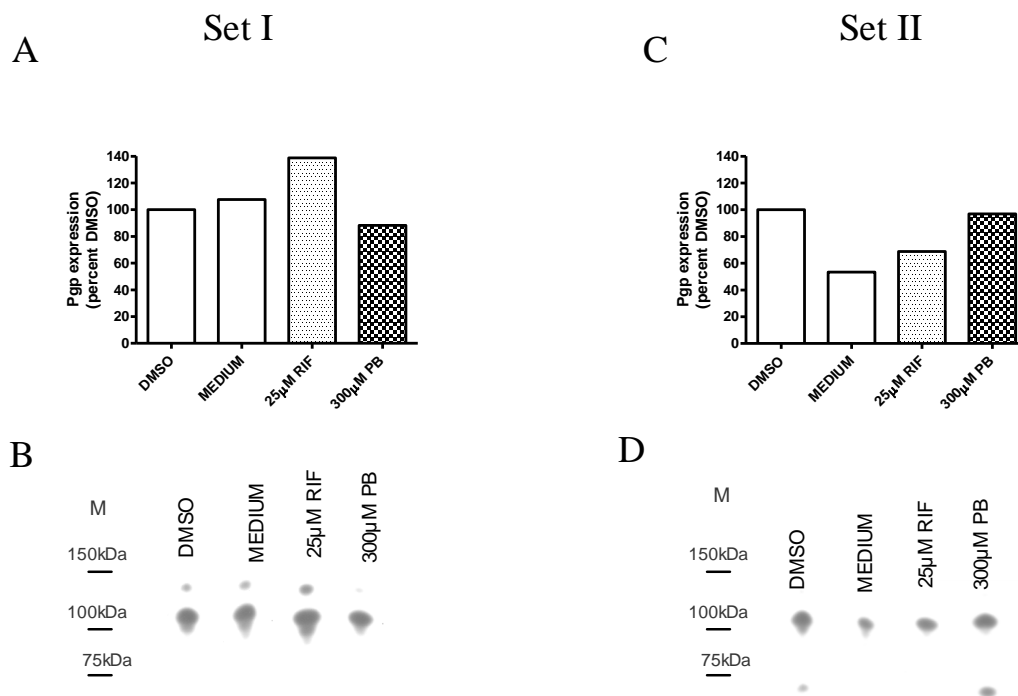 Set I
Set II
A
C
Pgp expression
(percent DMSO)
140
120
100
80
60
40
20
0
DMSO
MEDIUM
25µM RIF
300µM PB
Pgp expression
(percent DMSO)
140
120
100
80
60
40
20
0
DMSO
MEDIUM
25µM RIF
300µM PB
B
M
DMSO
MEDIUM
25µM RIF
300µM PB
150kDa
100kDa
75kDa
D
M
DMSO
MEDIUM
25µM RIF
300µM PB
150kDa
100kDa
75kDa